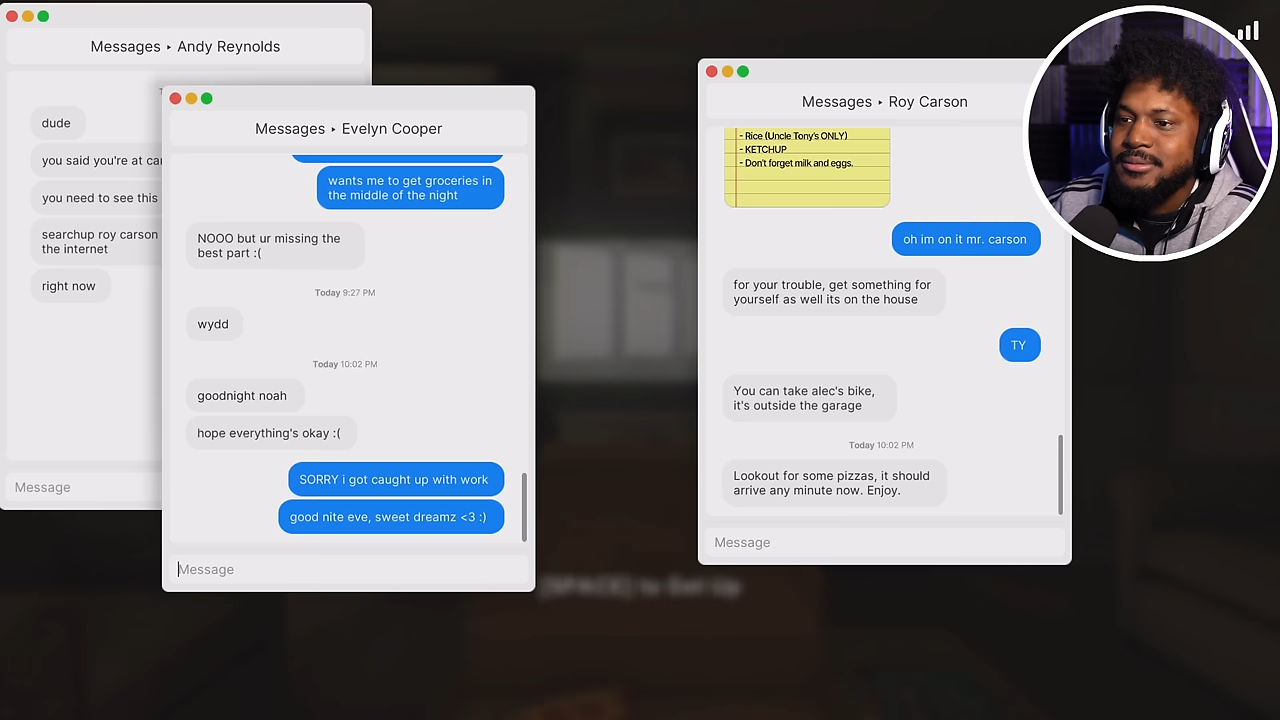 Messages ▸ Andy Reynolds
dude
you said you're at
you need to see this
searchup roy carson
the internet
right now
Message
Messages ▸ Evelyn Cooper
wants me to get groceries in
the middle of the night
NOOO but ur missing the
best part :(
Today 9:27 PM
wydd
Today 10:02 PM
goodnight noah
hope everything's okay :(
SORRY i got caught up with work
good nite eve, sweet dreamz <3 :)
Message
Messages ▸ Roy Carson
- Rice (Uncle Tony's ONLY)
- KETCHUP
- Don't forget milk and eggs.
oh im on it mr. carson
for your trouble, get something for
yourself as well its on the house
TY
You can take alec's bike,
it's outside the garage
Today 10:02 PM
Lookout for some pizzas, it should
arrive any minute now. Enjoy.
Message
[SPACE] to Get Up